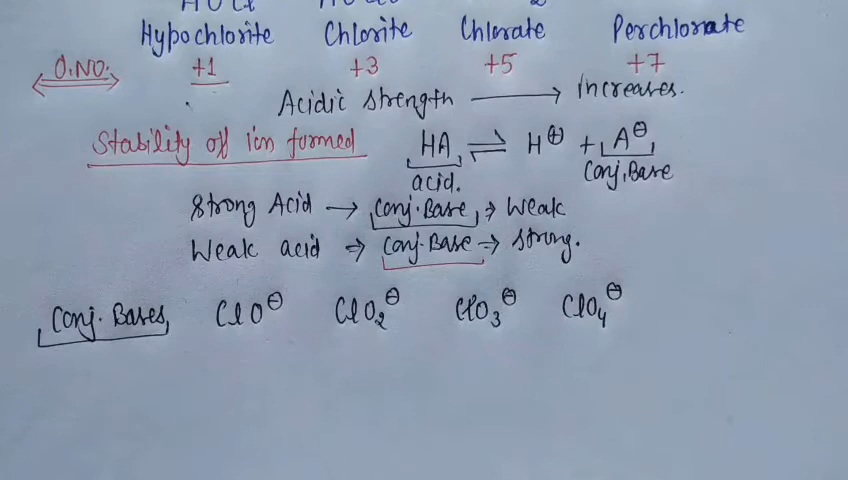 Hypochlorite Chlorite Chlorate Perchlorate
O.NO. +1 +3 +5 +7
Acidic strength ⟶ increases.
Stability of ion formed HA ⇌ H⊕ + A⊖
acid. Conj. Base
Strong Acid → Conj. Base → Weak
Weak acid ⇒ Conj. Base ⇒ strong.
Conj. Bases ClO⊖ ClO₂⊖ ClO₃⊖ ClO₄⊖